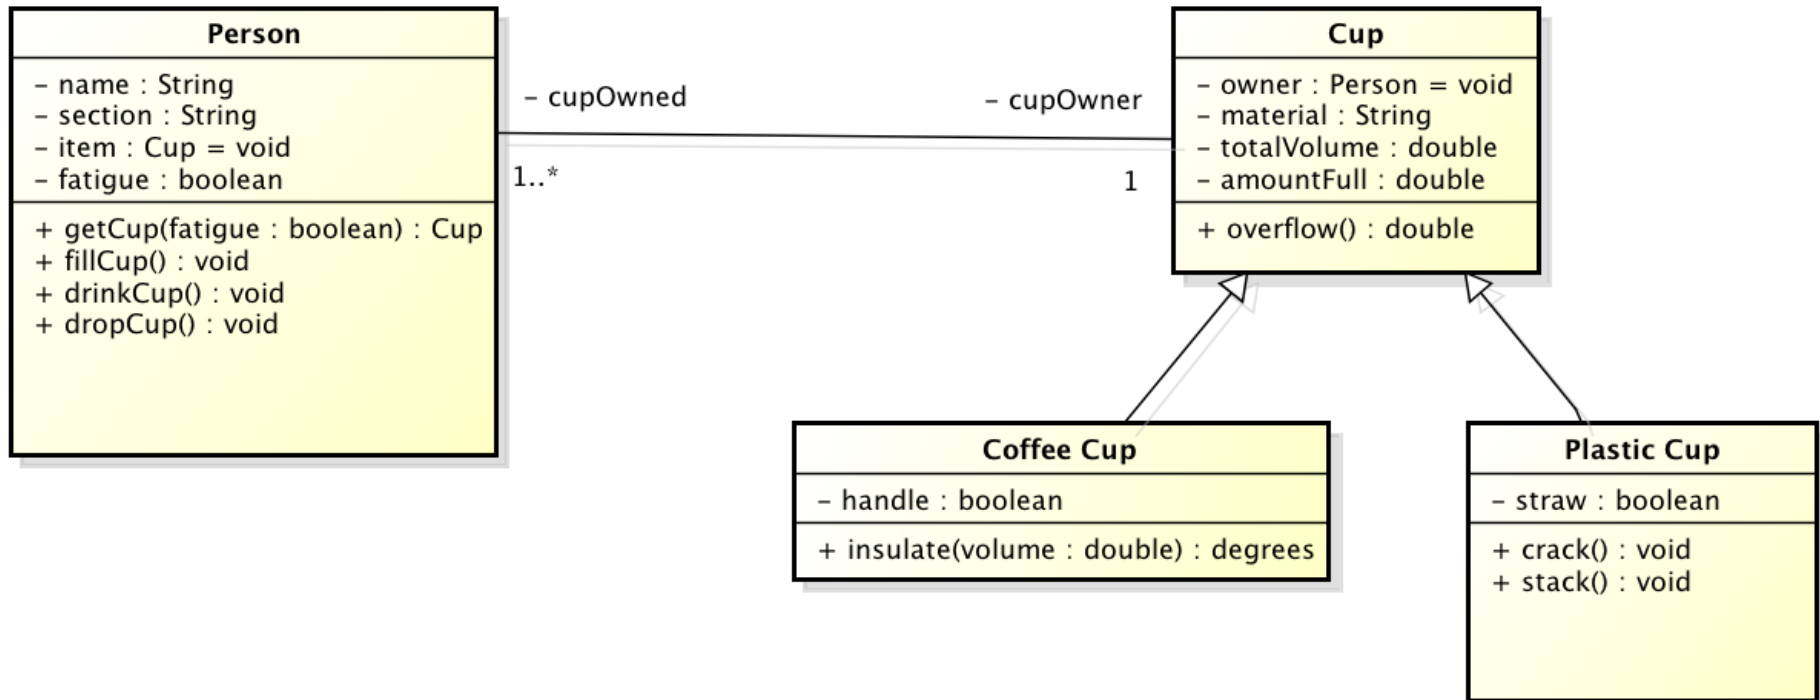 Person
– name : String
– section : String
– item : Cup = void
– fatigue : boolean
+ getCup(fatigue : boolean) : Cup
+ fillCup() : void
+ drinkCup() : void
+ dropCup() : void
– cupOwned
1..*
– cupOwner
1
Cup
– owner : Person = void
– material : String
– totalVolume : double
– amountFull : double
+ overflow() : double
Coffee Cup
– handle : boolean
+ insulate(volume : double) : degrees
Plastic Cup
– straw : boolean
+ crack() : void
+ stack() : void